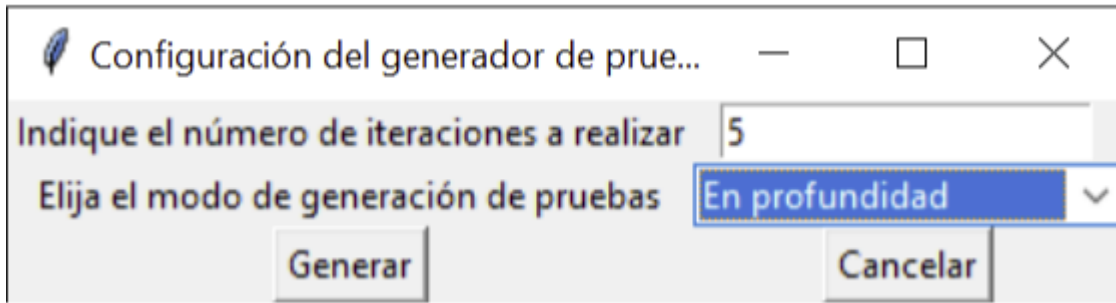 Configuración del generador de prue...
Indique el número de iteraciones a realizar 5
Elija el modo de generación de pruebas En profundidad
Generar Cancelar